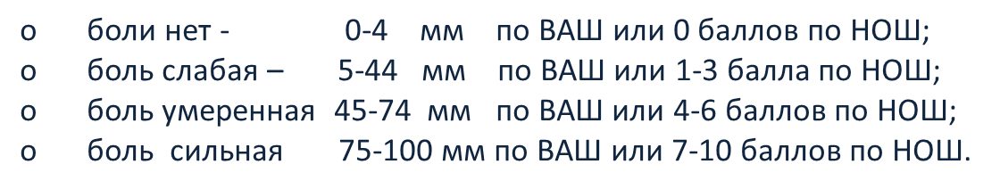 o боли нет - 0-4 мм по ВАШ или 0 баллов по НОШ;
o боль слабая – 5-44 мм по ВАШ или 1-3 балла по НОШ;
o боль умеренная 45-74 мм по ВАШ или 4-6 баллов по НОШ;
o боль сильная 75-100 мм по ВАШ или 7-10 баллов по НОШ.